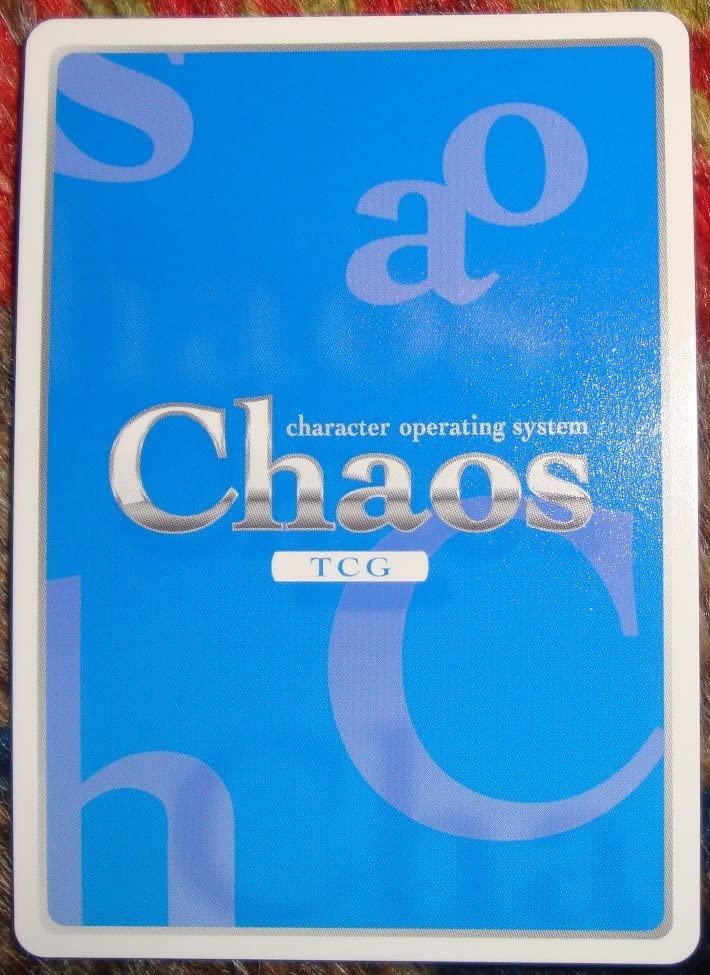 s
o
a
character operating system
Chaos
TCG
C
h